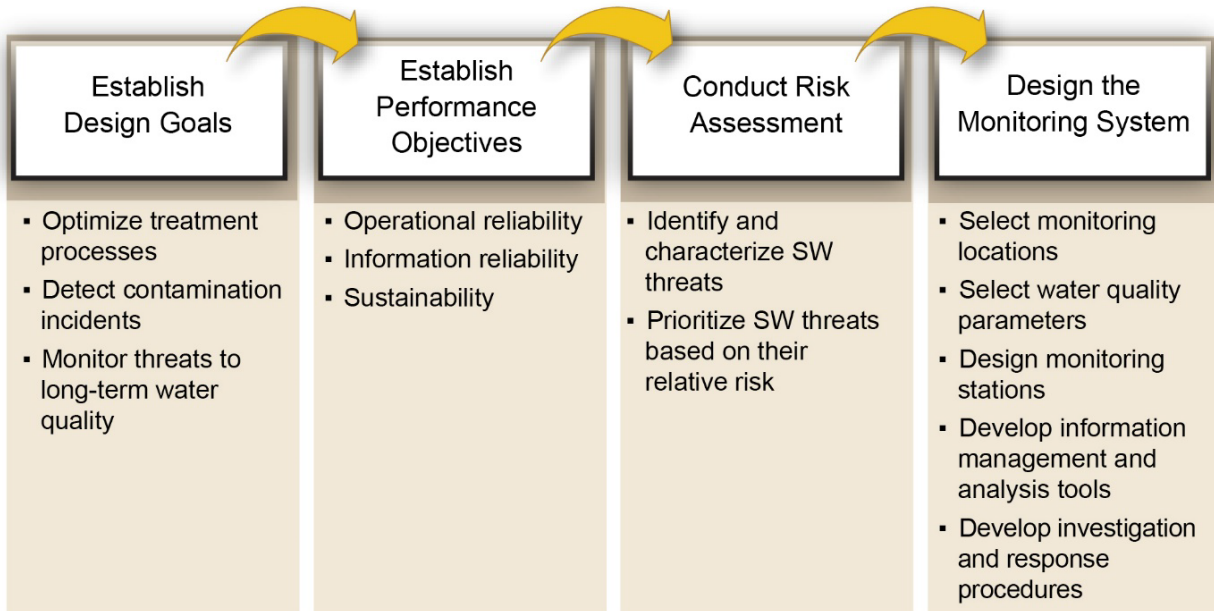 Establish
Design Goals
▪ Optimize treatment
processes
▪ Detect contamination
incidents
▪ Monitor threats to
long-term water
quality
Establish
Performance
Objectives
▪ Operational reliability
▪ Information reliability
▪ Sustainability
Conduct Risk
Assessment
▪ Identify and
characterize SW
threats
▪ Prioritize SW threats
based on their
relative risk
Design the
Monitoring System
▪ Select monitoring
locations
▪ Select water quality
parameters
▪ Design monitoring
stations
▪ Develop information
management and
analysis tools
▪ Develop investigation
and response
procedures